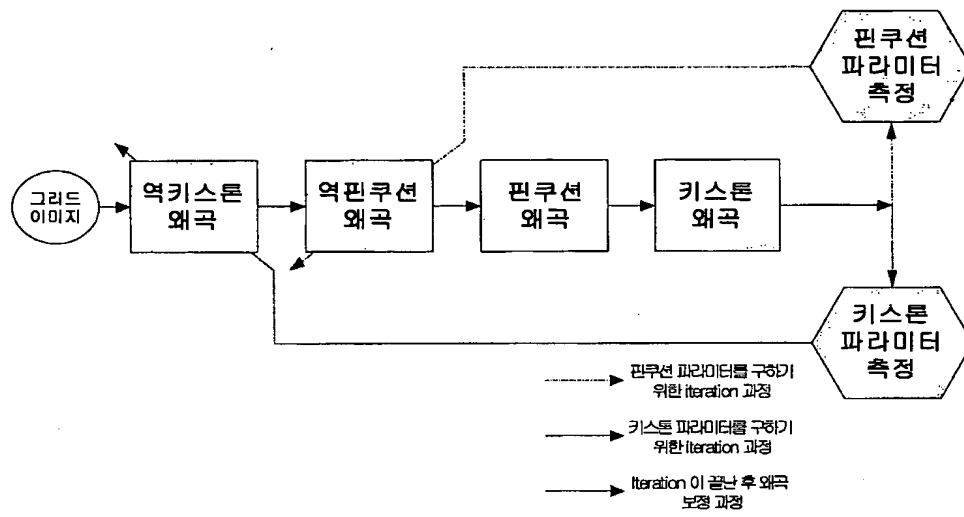 핀쿠션
파라미터
측정
그리드
이미지
역키스톤
왜곡
역핀쿠션
왜곡
핀쿠션
왜곡
키스톤
왜곡
키스톤
파라미터
측정
핀쿠션 파라미터를 구하기
위한 iteration 과정
키스톤 파라미터를 구하기
위한 iteration 과정
Iteration 이 끝난 후 왜곡
보정 과정